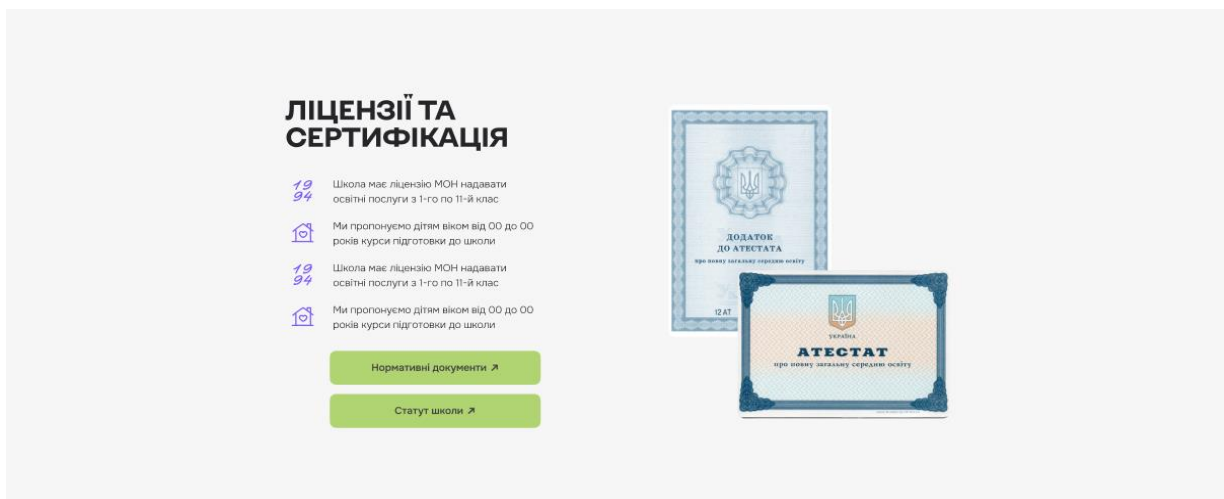 ЛІЦЕНЗІЇ ТА
СЕРТИФІКАЦІЯ
19
94
Школа має ліцензію МОН надавати
освітні послуги з 1-го по 11-й клас
Ми пропонуємо дітям віком від 00 до 00
років курси підготовки до школи
19
94
Школа має ліцензію МОН надавати
освітні послуги з 1-го по 11-й клас
Ми пропонуємо дітям віком від 00 до 00
років курси підготовки до школи
Нормативні документи ↗
Статут школи ↗
ДОДАТОК
ДО АТЕСТАТА
про повну загальну середню освіту
12 АТ
УКРАЇНА
АТЕСТАТ
про повну загальну середню освіту